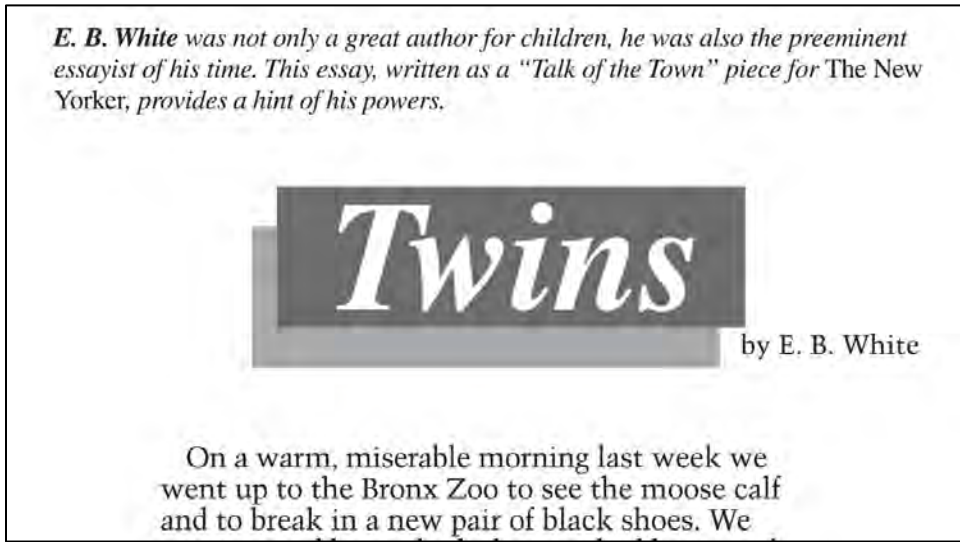 E. B. White was not only a great author for children, he was also the preeminent
essayist of his time. This essay, written as a “Talk of the Town” piece for The New
Yorker, provides a hint of his powers.
Twins
by E. B. White
On a warm, miserable morning last week we
went up to the Bronx Zoo to see the moose calf
and to break in a new pair of black shoes. We